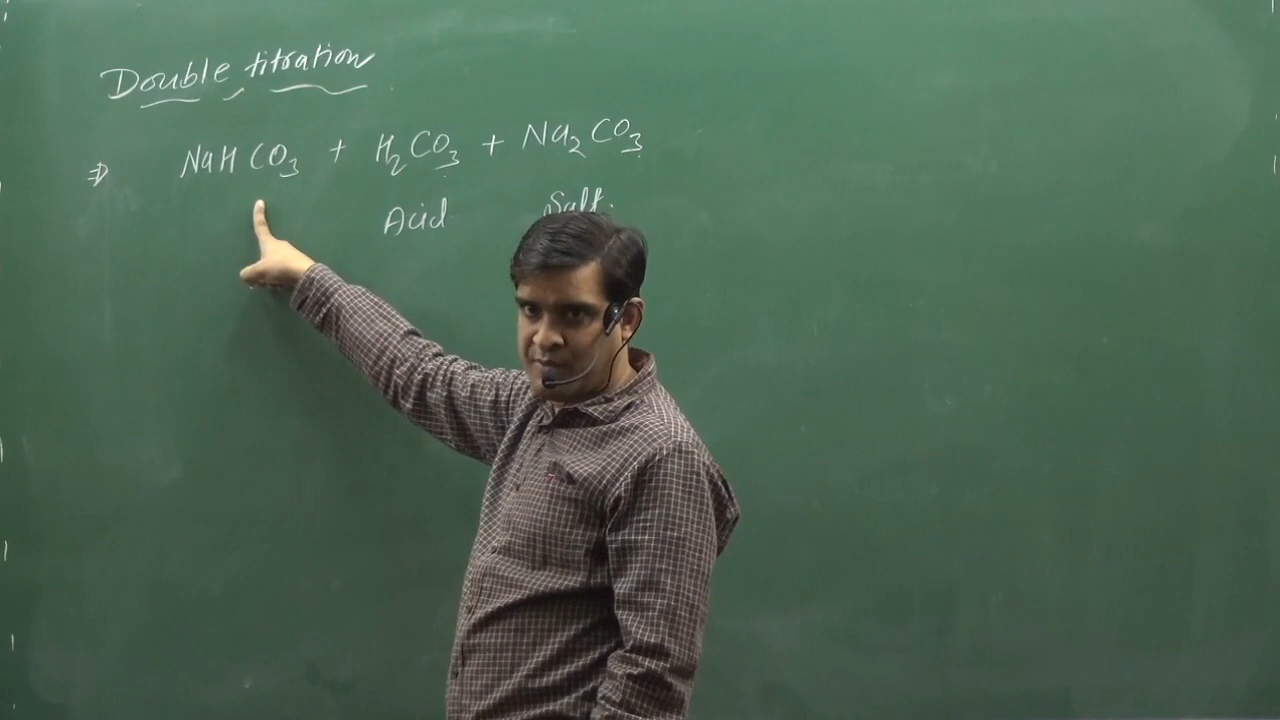 Double titration
⇒ NaHCO₃ + H₂CO₃ + Na₂CO₃
Acid Salt.